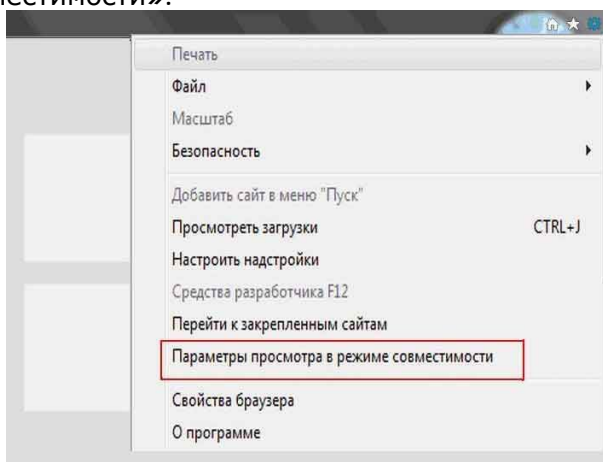 местимости».
Печать
Файл
Масштаб
Безопасность
Добавить сайт в меню "Пуск"
Просмотреть загрузки CTRL+J
Настроить надстройки
Средства разработчика F12
Перейти к закрепленным сайтам
Параметры просмотра в режиме совместимости
Свойства браузера
О программе